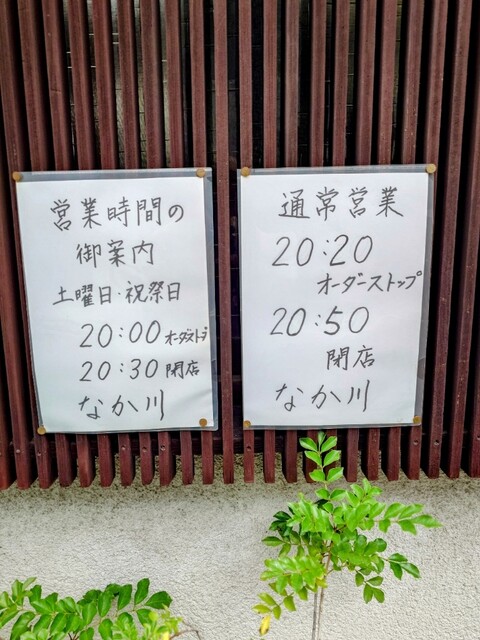 営業時間の
御案内
土曜日・祝祭日
20:00 オーダーストップ
20:30 閉店
なか川
通常営業
20:20
オーダーストップ
20:50
閉店
なか川